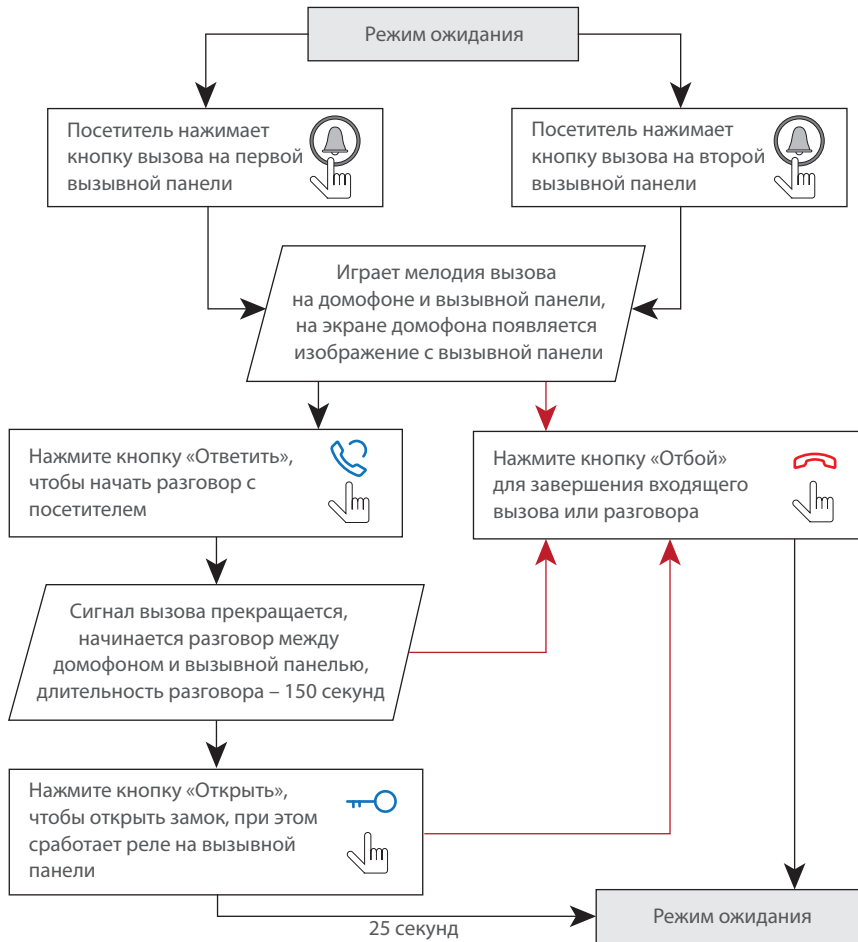 Режим ожидания
Посетитель нажимает
кнопку вызова на первой
вызывной панели
Посетитель нажимает
кнопку вызова на второй
вызывной панели
Играет мелодия вызова
на домофоне и вызывной панели,
на экране домофона появляется
изображение с вызывной панели
Нажмите кнопку «Ответить»,
чтобы начать разговор с
посетителем
Нажмите кнопку «Отбой»
для завершения входящего
вызова или разговора
Сигнал вызова прекращается,
начинается разговор между
домофоном и вызывной панелью,
длительность разговора – 150 секунд
Нажмите кнопку «Открыть»,
чтобы открыть замок, при этом
сработает реле на вызывной
панели
25 секунд
Режим ожидания